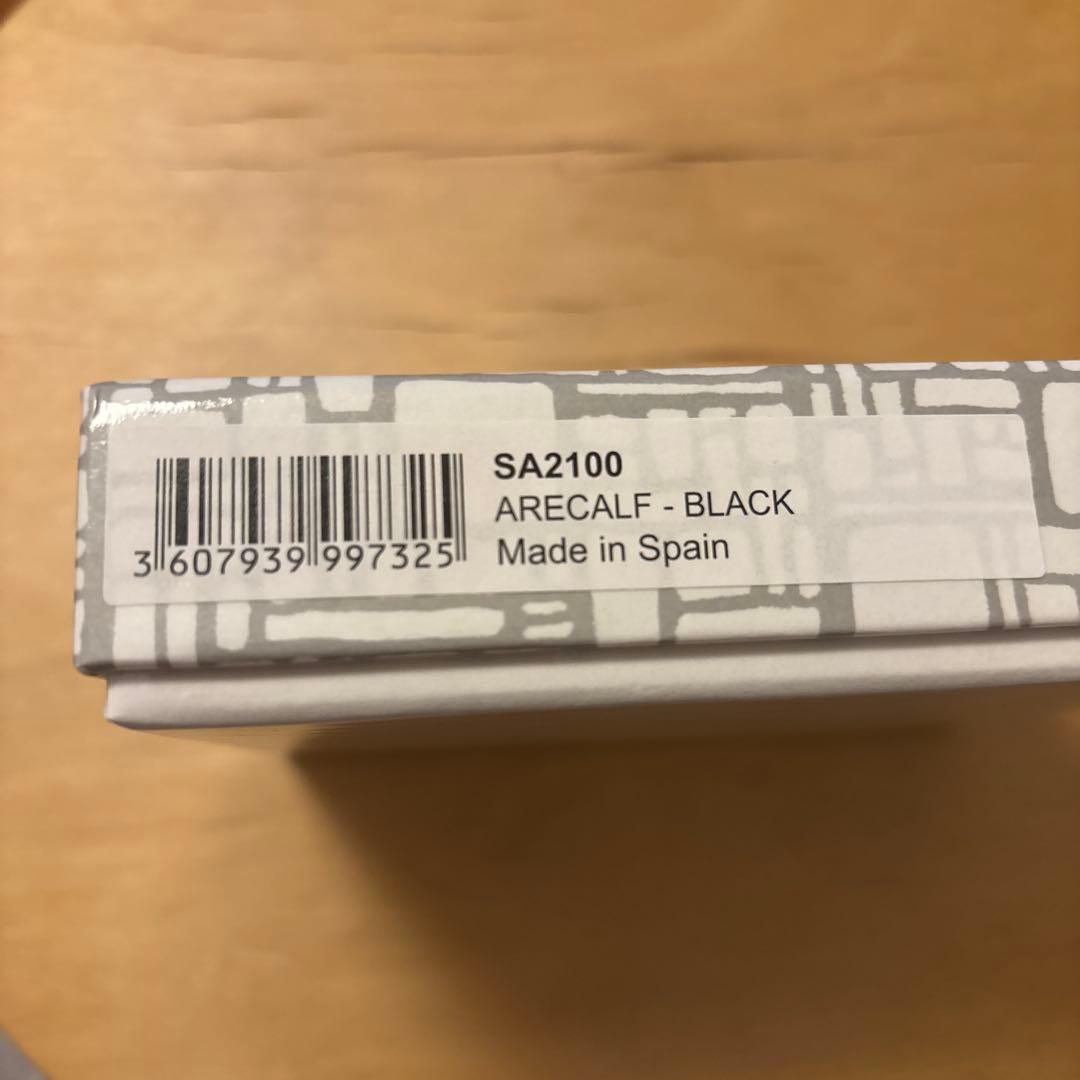 SA2100
ARECALF - BLACK
Made in Spain
3 607939 997325